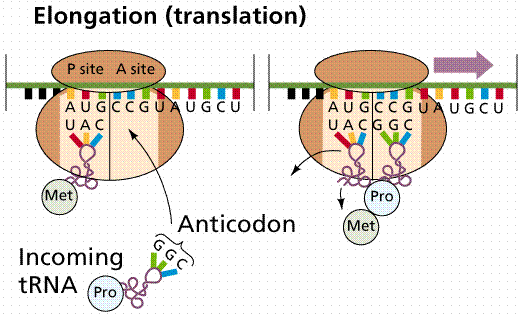 Elongation (translation)
P site A site
A U G C C G U A U G C U
U A C
Met
Anticodon
G G C
Incoming
tRNA
Pro
A U G C C G U A U G C U
U A C G G C
Pro
Met